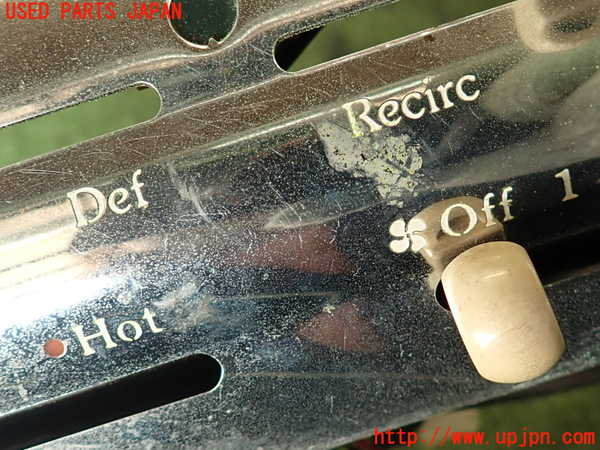 USED PARTS JAPAN
Recirc
Def
Off 1
Hot
http://www.upjpn.com/